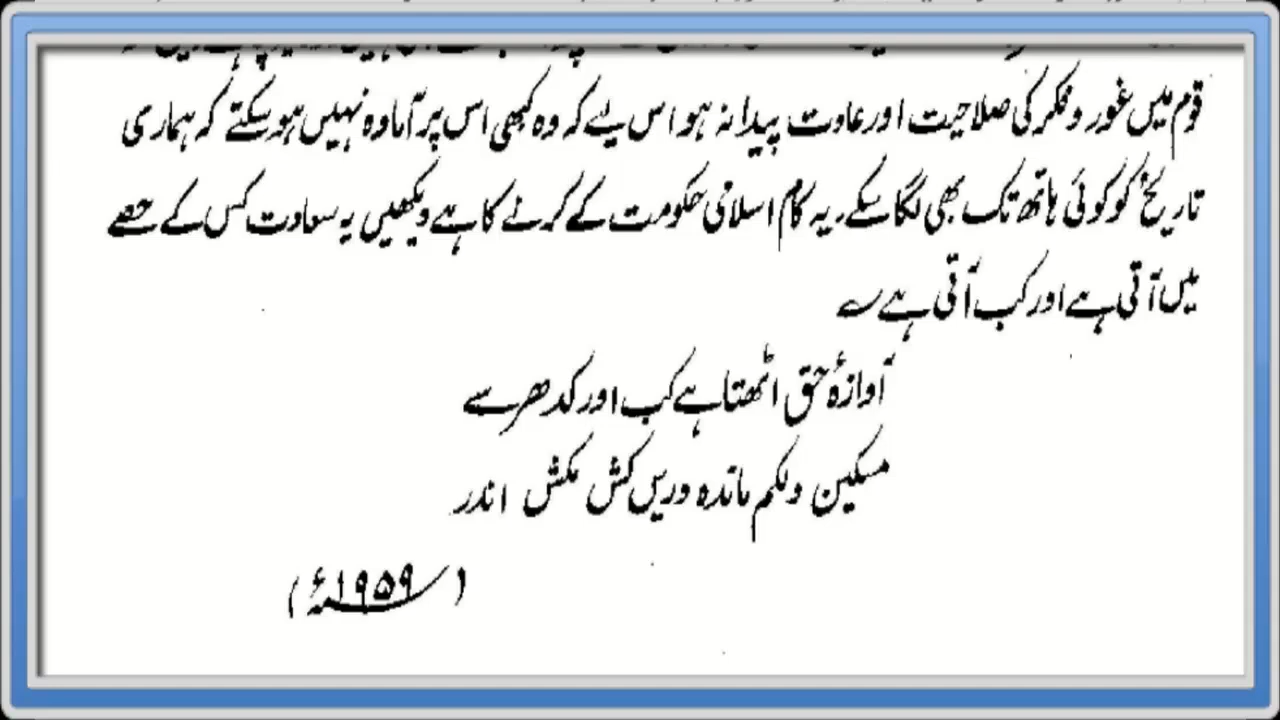 قوم میں غور و فکر کی صلاحیت اور عادت پیدا نہ ہو اس لیے کہ وہ کبھی اس پر آمادہ نہیں ہو سکتے کہ ہماری
تاریخ کو کوئی ہاتھ تک بھی لگا سکے۔ یہ کام اسلامی حکومت کے کرنے کا ہے دیکھیں یہ سعادت کس کے حصے
میں آتی ہے اور کب آتی ہے ؎
آوازۂ حق اٹھتا ہے کب اور کدھر سے
مسکین ولکم ماندہ دریں کش مکش اندر
(۱۹۵۹ء)